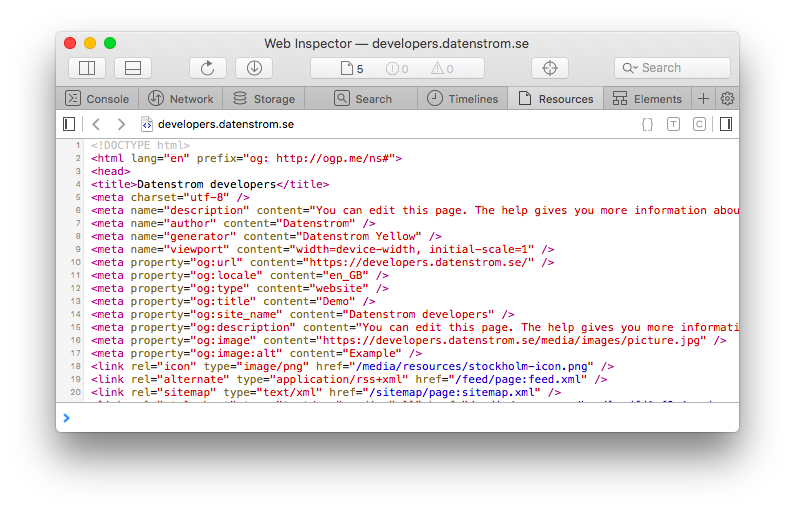 Web Inspector — developers.datenstrom.se
5 0 0 Search
Console Network Storage Search Timelines Resources Elements
developers.datenstrom.se {} T C
1 <!DOCTYPE html>
2 <html lang="en" prefix="og: http://ogp.me/ns#">
3 <head>
4 <title>Datenstrom developers</title>
5 <meta charset="utf-8" />
6 <meta name="description" content="You can edit this page. The help gives you more information abou
7 <meta name="author" content="Datenstrom" />
8 <meta name="generator" content="Datenstrom Yellow" />
9 <meta name="viewport" content="width=device-width, initial-scale=1" />
10 <meta property="og:url" content="https://developers.datenstrom.se/" />
11 <meta property="og:locale" content="en_GB" />
12 <meta property="og:type" content="website" />
13 <meta property="og:title" content="Demo" />
14 <meta property="og:site_name" content="Datenstrom developers" />
15 <meta property="og:description" content="You can edit this page. The help gives you more informati
16 <meta property="og:image" content="https://developers.datenstrom.se/media/images/picture.jpg" />
17 <meta property="og:image:alt" content="Example" />
18 <link rel="icon" type="image/png" href="/media/resources/stockholm-icon.png" />
19 <link rel="alternate" type="application/rss+xml" href="/feed/page:feed.xml" />
20 <link rel="sitemap" type="text/xml" href="/sitemap/page:sitemap.xml" />